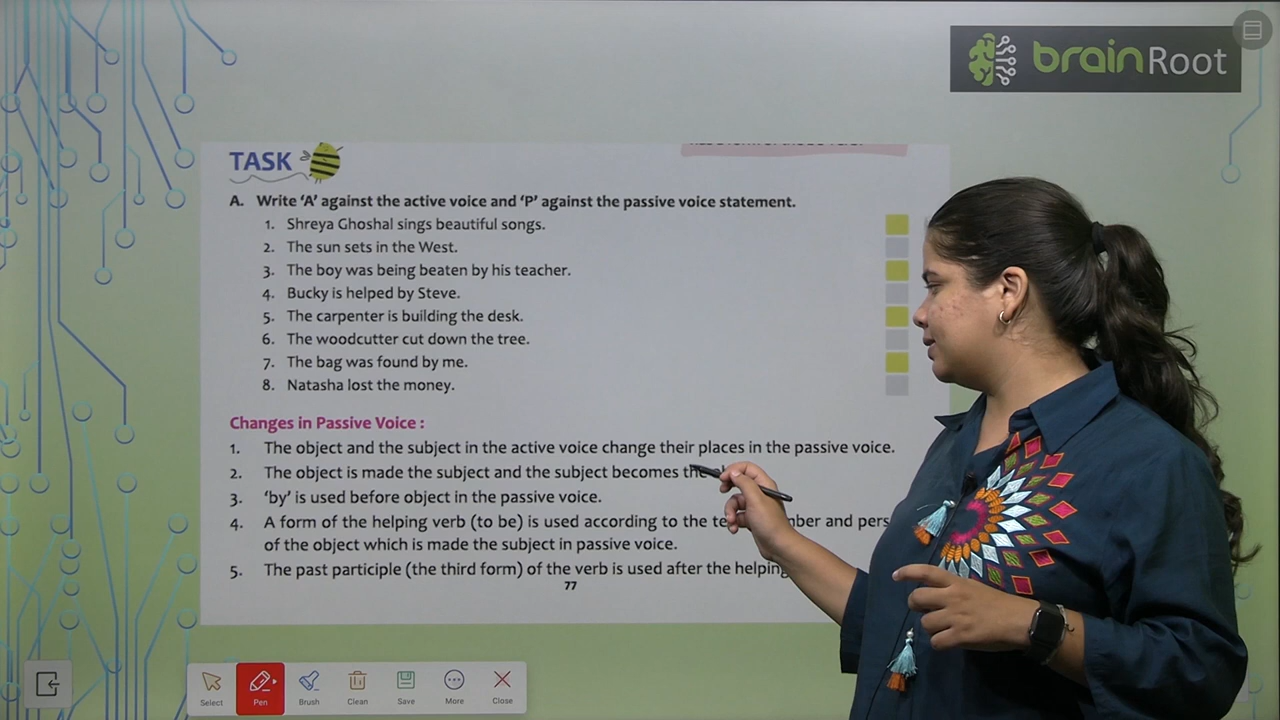 brainRoot
TASK
A. Write ‘A’ against the active voice and ‘P’ against the passive voice statement.
1. Shreya Ghoshal sings beautiful songs.
2. The sun sets in the West.
3. The boy was being beaten by his teacher.
4. Bucky is helped by Steve.
5. The carpenter is building the desk.
6. The woodcutter cut down the tree.
7. The bag was found by me.
8. Natasha lost the money.
Changes in Passive Voice :
1. The object and the subject in the active voice change their places in the passive voice.
2. The object is made the subject and the subject becomes the
3. ‘by’ is used before object in the passive voice.
4. A form of the helping verb (to be) is used according to the and
of the object which is made the subject in passive voice.
5. The past participle (the third form) of the verb is used after the helping
77
Select Pen Brush Clean Save More Close